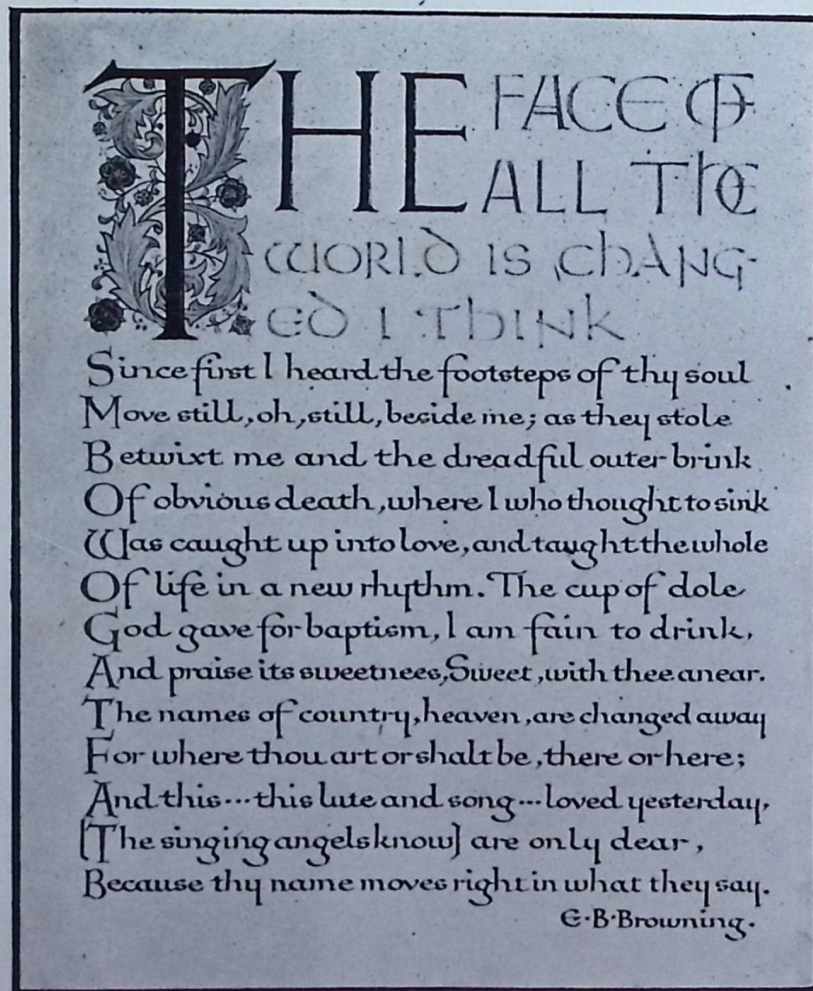 THE FACE OF
ALL THE
WORLD IS CHANG-
ED I THINK
Since first I heard the footsteps of thy soul
Move still, oh, still, beside me; as they stole
Betwixt me and the dreadful outer brink
Of obvious death, where I who thought to sink
Was caught up into love, and taught the whole
Of life in a new rhythm. The cup of dole
God gave for baptism, I am fain to drink,
And praise its sweetness, Sweet, with thee anear.
The names of country, heaven, are changed away
For where thou art or shalt be, there or here;
And this...this lute and song...loved yesterday,
[The singing angels know] are only dear,
Because thy name moves right in what they say.
E·B·Browning.